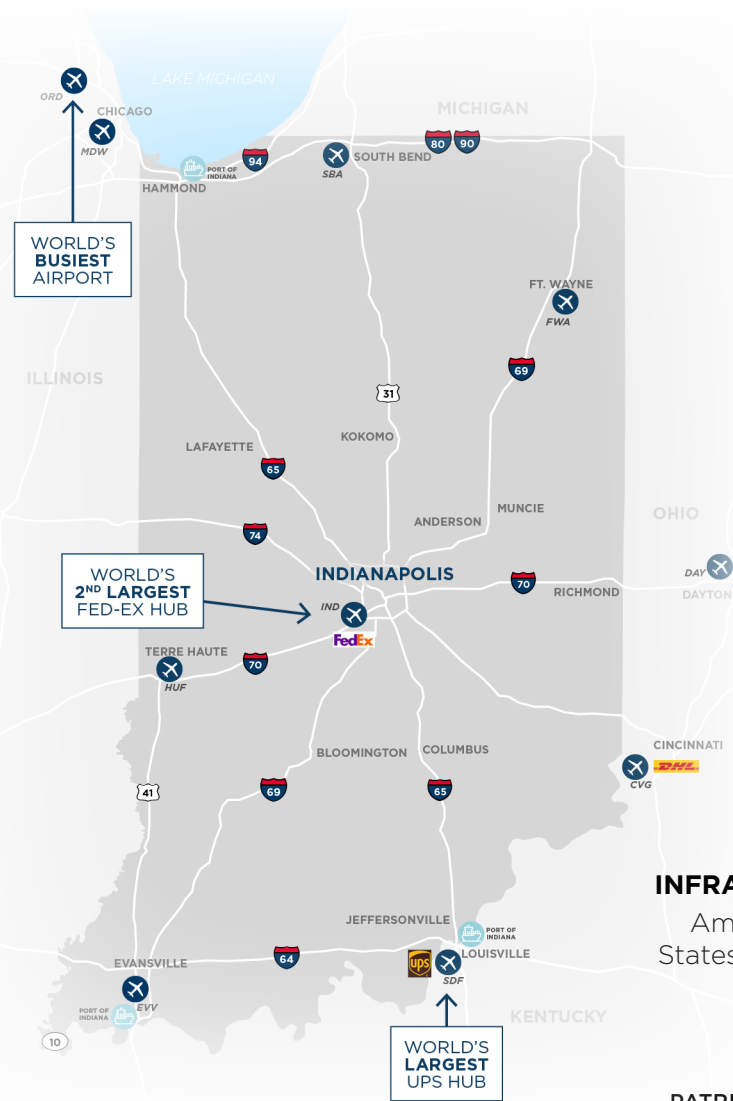 LAKE MICHIGAN
ORD
CHICAGO
MICHIGAN
MDW
94
80
90
SOUTH BEND
SBA
PORT OF
INDIANA
HAMMOND
WORLD'S
BUSIEST
AIRPORT
FT. WAYNE
FWA
69
ILLINOIS
31
KOKOMO
LAFAYETTE
65
MUCIE
ANDERSON
OHIO
74
INDIANAPOLIS
WORLD'S
2ND LARGEST
FED-EX HUB
70
RICHMOND
DAY
DAYTON
IND
FedEx
TERRE HAUTE
70
HUF
BLOOMINGTON
COLUMBUS
CINCINNATI
DHL
CVG
41
69
65
INFRA
Am
States
JEFFERSONVILLE
PORT OF
INDIANA
LOUISVILLE
ups
SDF
EVANSVILLE
64
EVV
PORT OF
INDIANA
10
KENTUCKY
WORLD'S
LARGEST
UPS HUB
PATRI